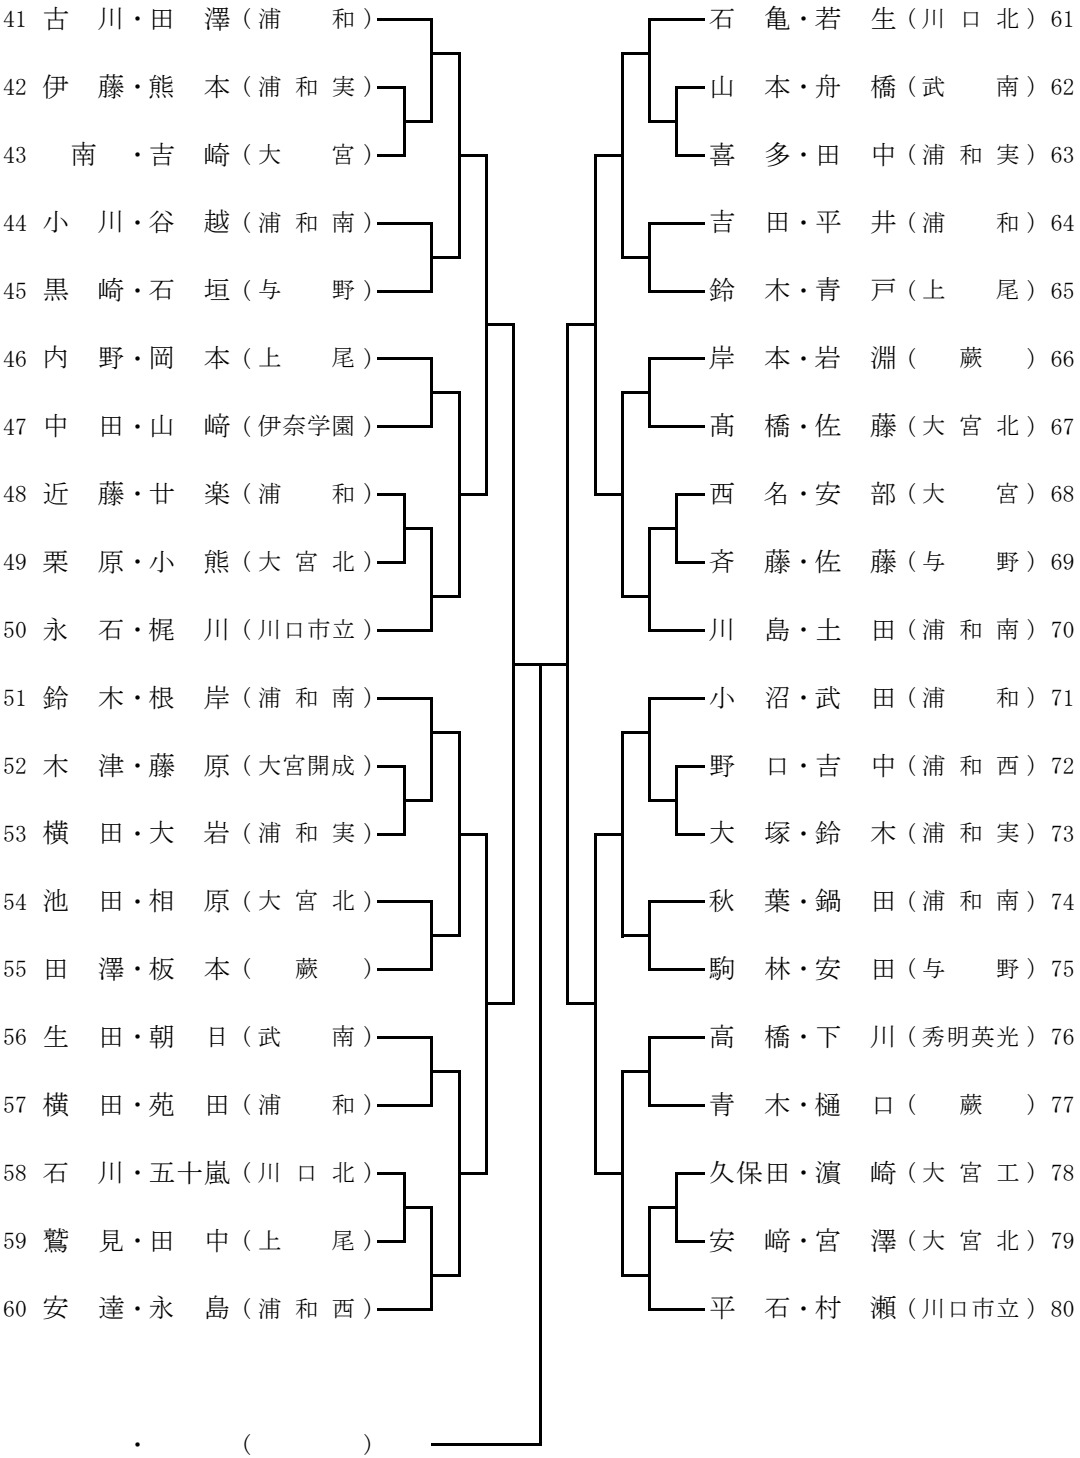 41 古川・田澤(浦和)
42 伊藤・熊本(浦和実)
43 南・吉崎(大宮)
44 小川・谷越(浦和南)
45 黒崎・石垣(与野)
46 内野・岡本(上尾)
47 中田・山﨑(伊奈学園)
48 近藤・廿楽(浦和)
49 栗原・小熊(大宮北)
50 永石・梶川(川口市立)
51 鈴木・根岸(浦和南)
52 木津・藤原(大宮開成)
53 横田・大岩(浦和実)
54 池田・相原(大宮北)
55 田澤・板本(蕨)
56 生田・朝日(武南)
57 横田・苑田(浦和)
58 石川・五十嵐(川口北)
59 鷲見・田中(上尾)
60 安達・永島(浦和西)
・( )
石亀・若生(川口北)61
山本・舟橋(武南)62
喜多・田中(浦和実)63
吉田・平井(浦和)64
鈴木・青戸(上尾)65
岸本・岩淵(蕨)66
髙橋・佐藤(大宮北)67
西名・安部(大宮)68
斉藤・佐藤(与野)69
川島・土田(浦和南)70
小沼・武田(浦和)71
野口・吉中(浦和西)72
大塚・鈴木(浦和実)73
秋葉・鍋田(浦和南)74
駒林・安田(与野)75
高橋・下川(秀明英光)76
青木・樋口(蕨)77
久保田・濵崎(大宮工)78
安﨑・宮澤(大宮北)79
平石・村瀬(川口市立)80